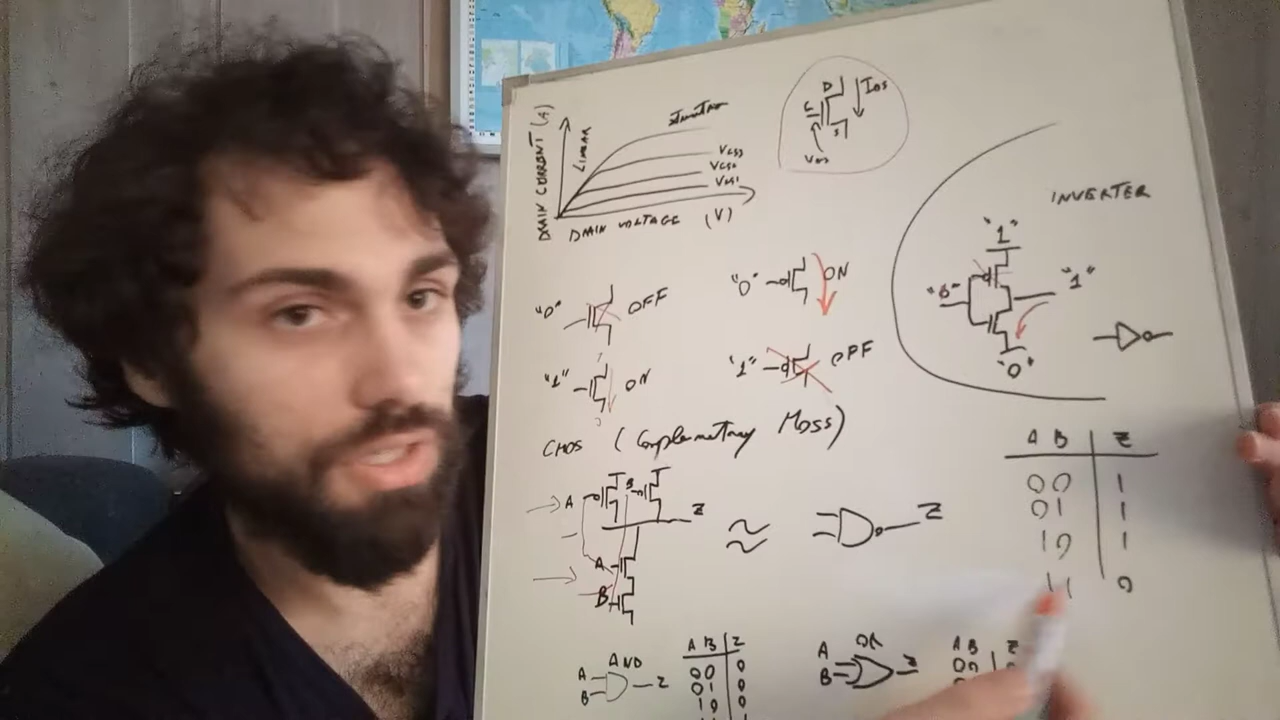 DRAIN CURRENT (A)
LINEAR
VGS3
VGS2
VGS1
DRAIN VOLTAGE (V)
D
IDS
G
S
VGS
INVERTER
"1"
"0"
"1"
"0"
"0"
OFF
"0"
ON
"1"
ON
"1"
OFF
CMOS (Complemetary Moss)
A
B
Z
A
B
≈
Z
A B Z
0 0 1
0 1 1
1 0 1
1 1 0
AND
A
B
Z
A B Z
0 0 0
0 1 0
1 0 0
OR
A
B
Z
A B Z
0 0